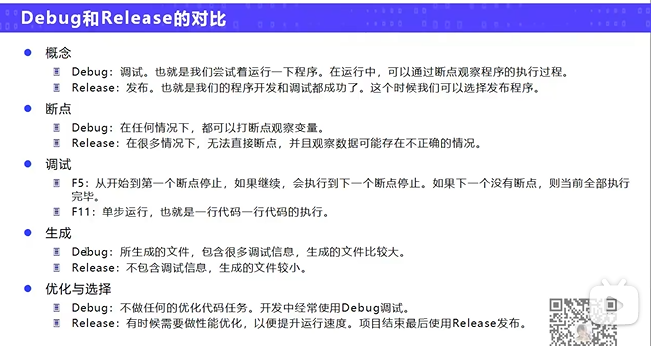 Debug和Release的对比
概念
Debug：调试。也就是我们尝试着运行一下程序。在运行中，可以通过断点观察程序的执行过程。
Release：发布。也就是我们的程序开发和调试都成功了。这个时候我们可以选择发布程序。
断点
Debug：在任何情况下，都可以打断点观察变量。
Release：在很多情况下，无法直接断点，并且观察数据可能存在不正确的情况。
调试
F5：从开始到第一个断点停止，如果继续，会执行到下一个断点停止。如果下一个没有断点，则当前全部执行
完毕。
F11：单步运行，也就是一行代码一行代码的执行。
生成
Debug：所生成的文件，包含很多调试信息，生成的文件比较大。
Release：不包含调试信息，生成的文件较小。
优化与选择
Debug：不做任何的优化代码任务。开发中经常使用Debug调试。
Release：有时候需要做性能优化，以便提升运行速度。项目结束最后使用Release发布。